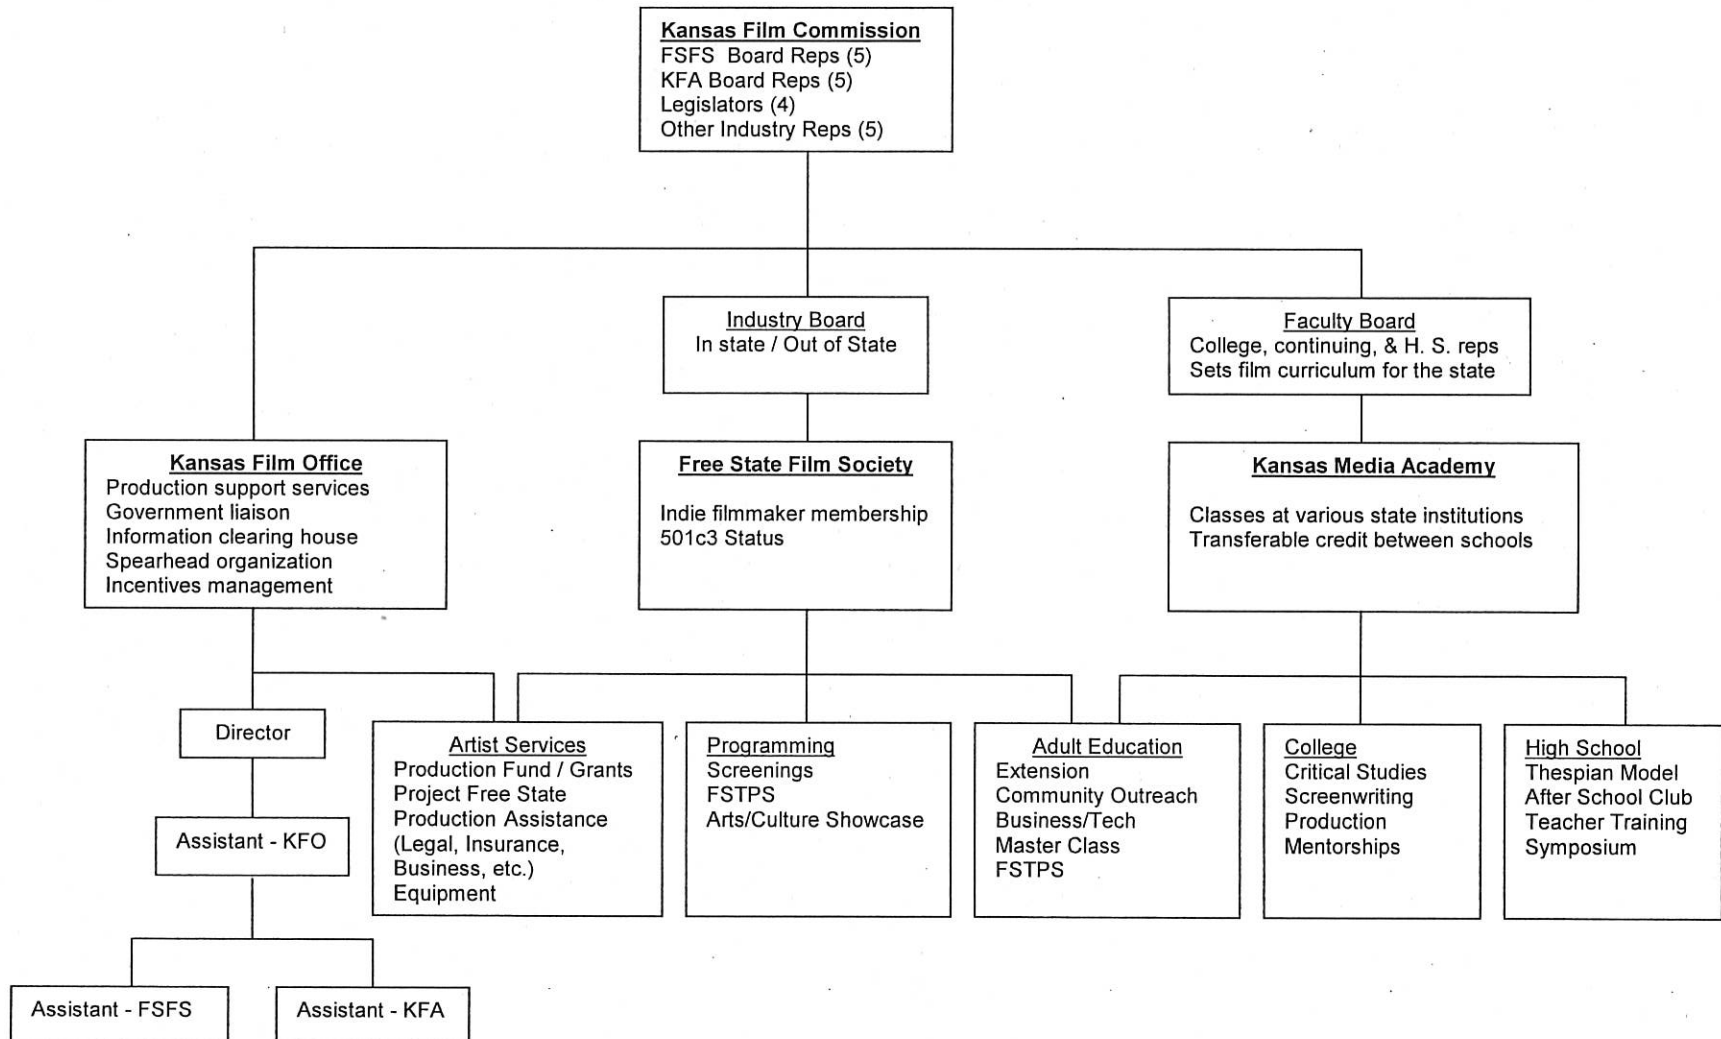 Kansas Film Commission
FSFS Board Reps (5)
KFA Board Reps (5)
Legislators (4)
Other Industry Reps (5)
Industry Board
In state / Out of State
Faculty Board
College, continuing, & H. S. reps
Sets film curriculum for the state
Kansas Film Office
Production support services
Government liaison
Information clearing house
Spearhead organization
Incentives management
Free State Film Society
Indie filmmaker membership
501c3 Status
Kansas Media Academy
Classes at various state institutions
Transferable credit between schools
Director
Assistant - KFO
Assistant - FSFS
Assistant - KFA
Artist Services
Production Fund / Grants
Project Free State
Production Assistance
(Legal, Insurance,
Business, etc.)
Equipment
Programming
Screenings
FSTPS
Arts/Culture Showcase
Adult Education
Extension
Community Outreach
Business/Tech
Master Class
FSTPS
College
Critical Studies
Screenwriting
Production
Mentorships
High School
Thespian Model
After School Club
Teacher Training
Symposium